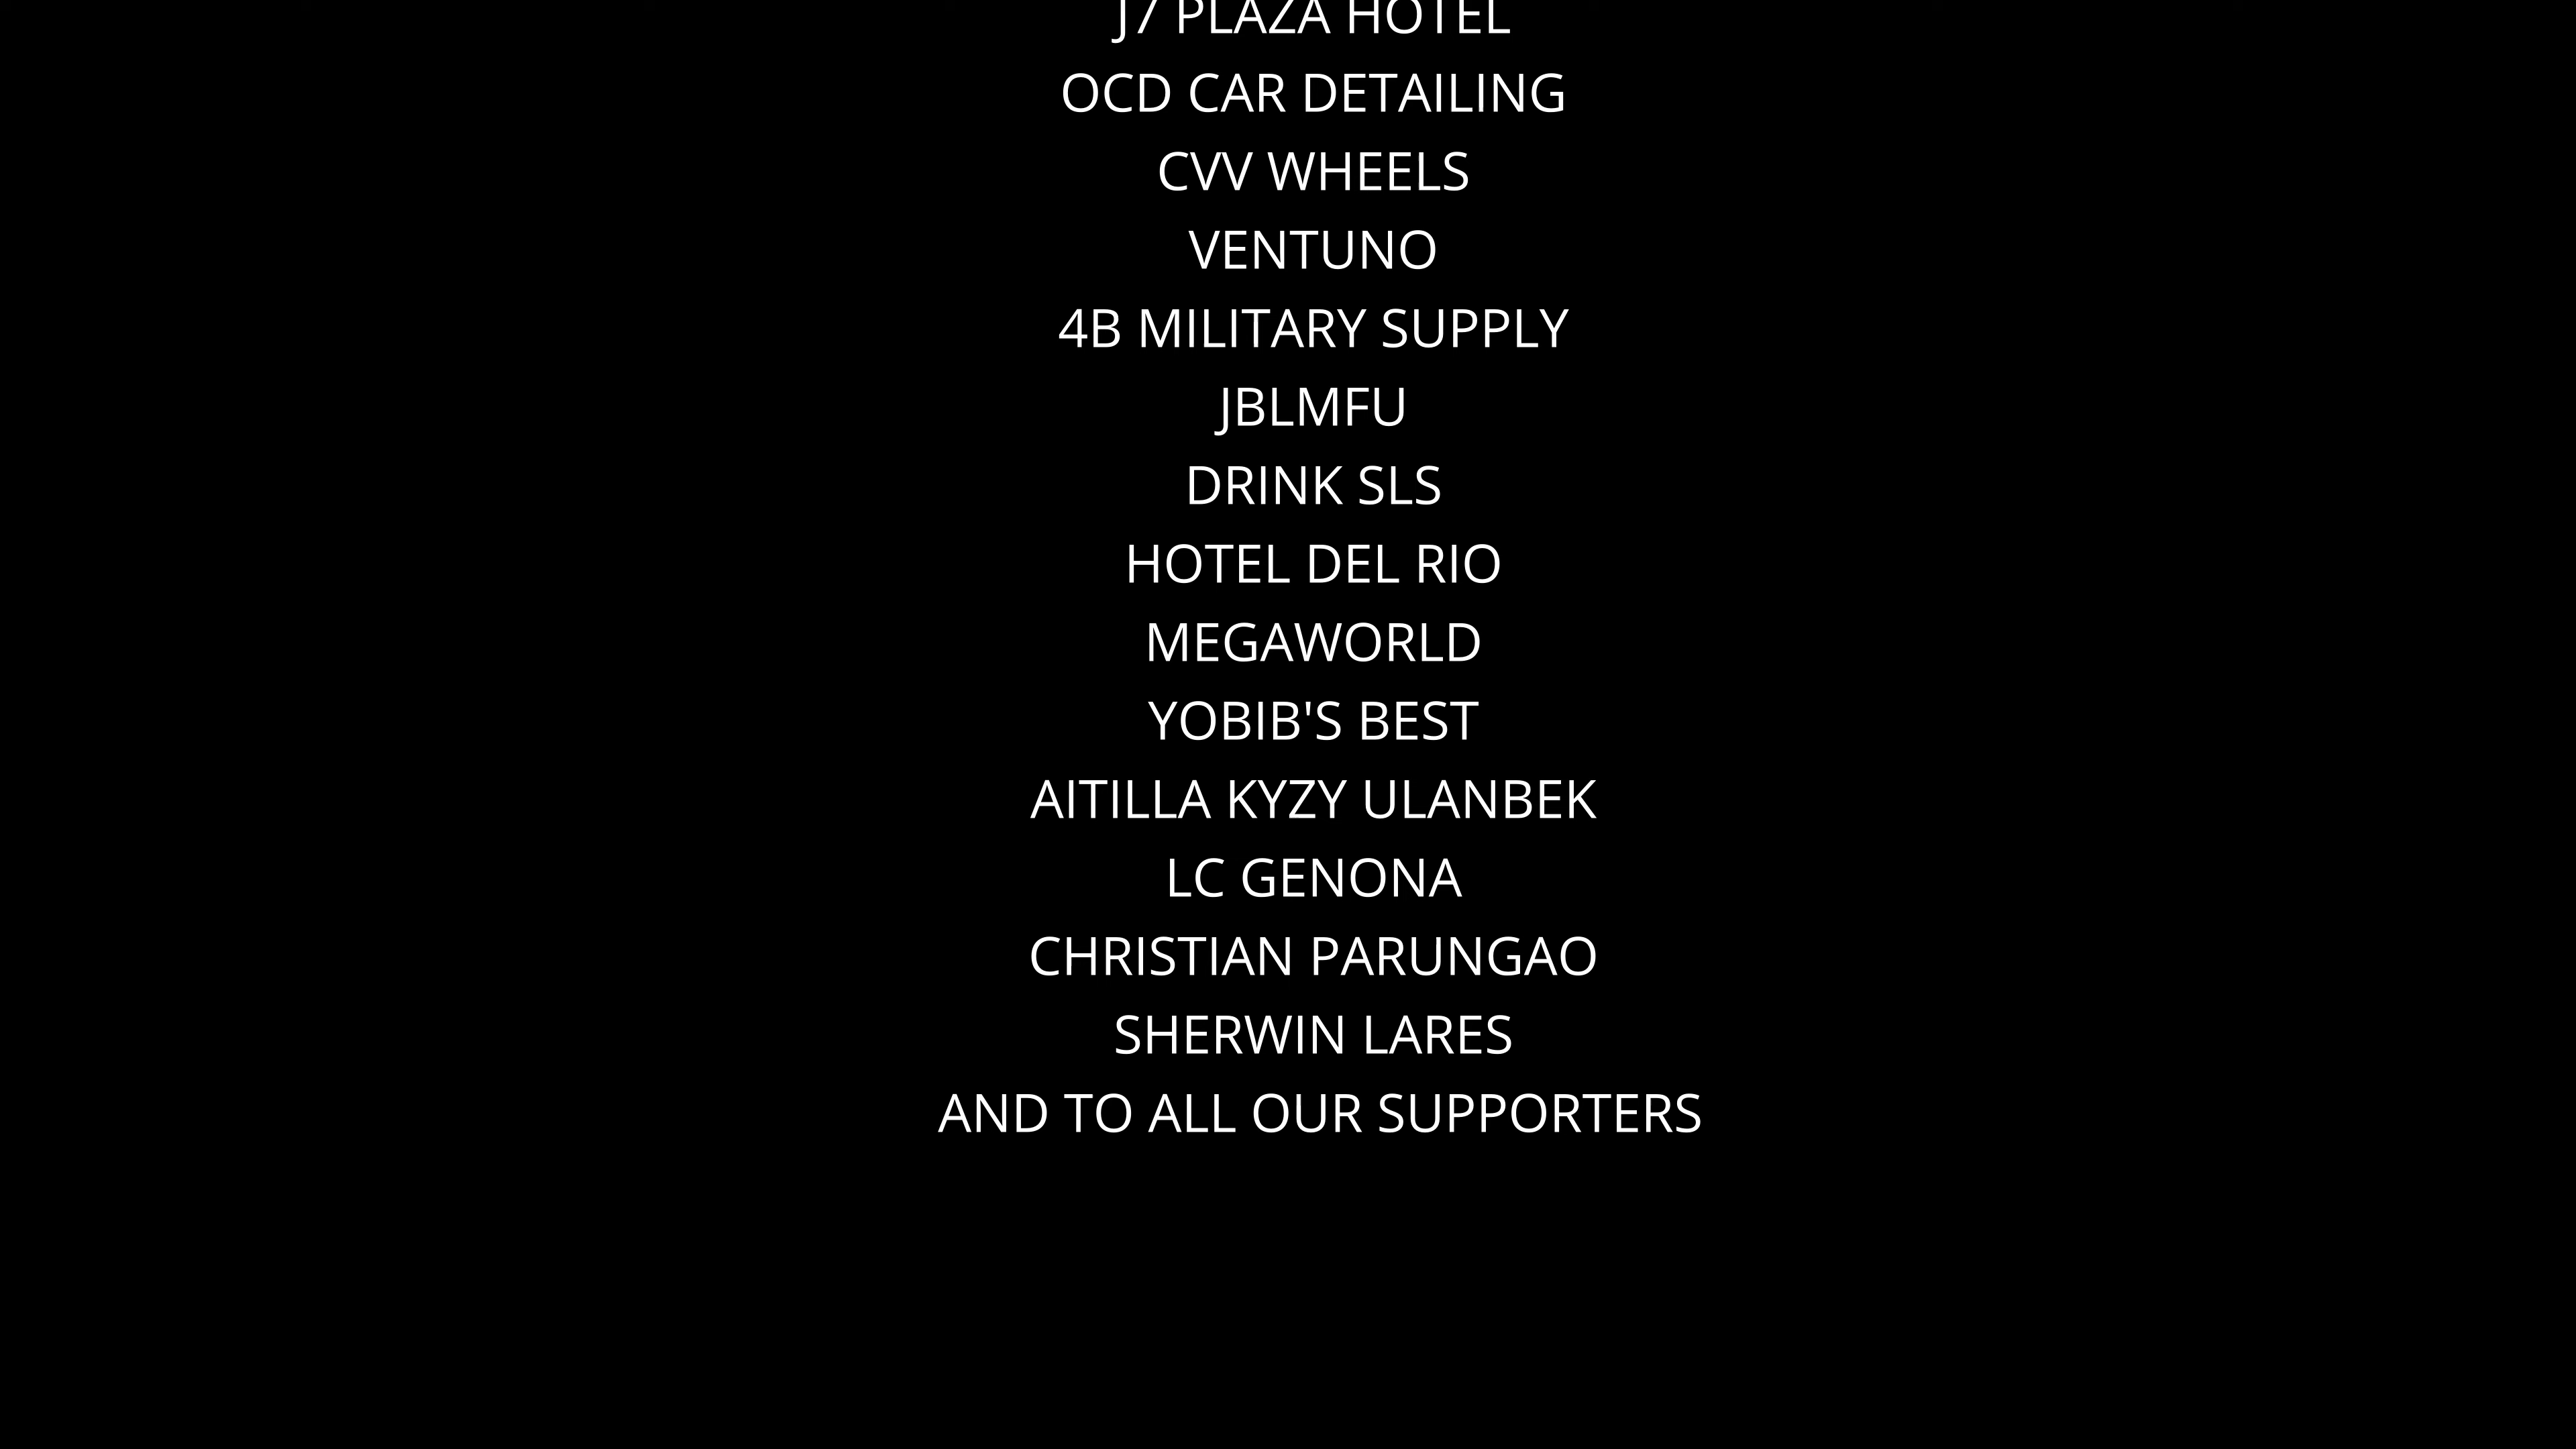 J7 PLAZA HOTEL
OCD CAR DETAILING
CVV WHEELS
VENTUNO
4B MILITARY SUPPLY
JBLMFU
DRINK SLS
HOTEL DEL RIO
MEGAWORLD
YOBIB'S BEST
AITILLA KYZY ULANBEK
LC GENONA
CHRISTIAN PARUNGAO
SHERWIN LARES
AND TO ALL OUR SUPPORTERS